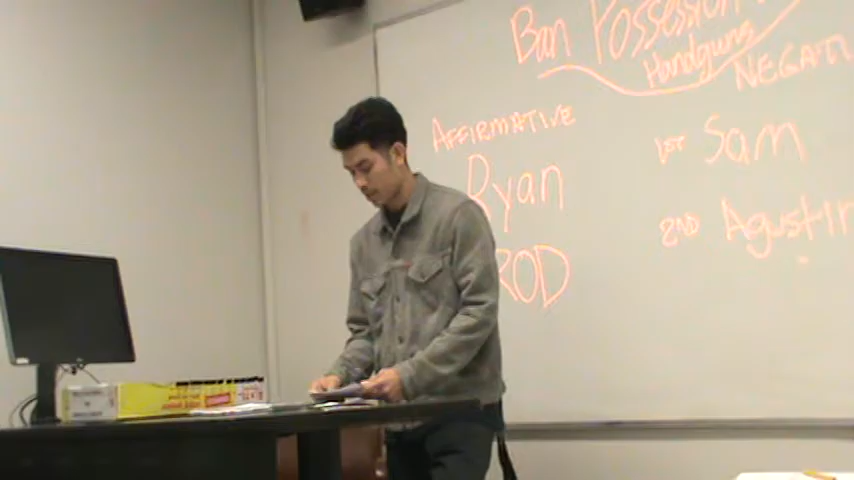 Ban Possession
Handguns
AFFIRMATIVE
NEGATI
Ryan
1ST Sam
ROD
2ND Agustin